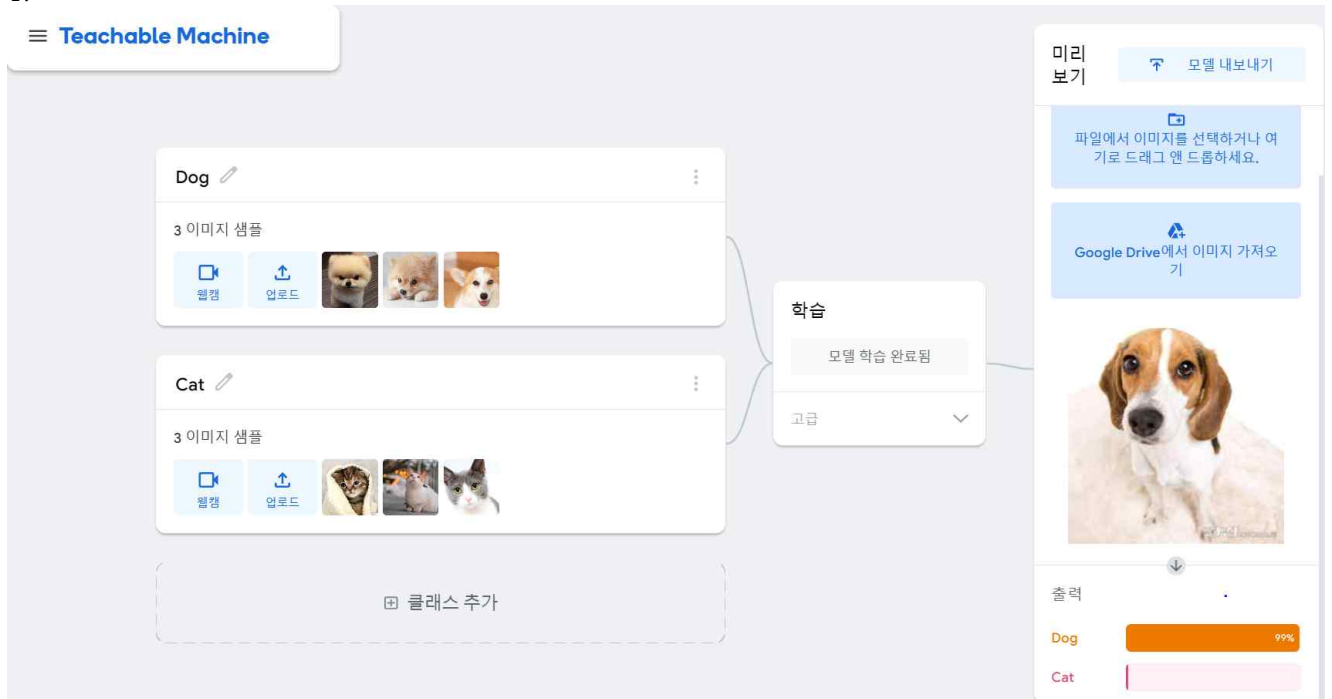 Teachable Machine
Dog
3 이미지 샘플
웹캠
업로드
Cat
3 이미지 샘플
웹캠
업로드
클래스 추가
학습
모델 학습 완료됨
고급
미리
보기
모델 내보내기
파일에서 이미지를 선택하거나 여
기로 드래그 앤 드롭하세요.
Google Drive에서 이미지 가져오
기
출력
Dog
99%
Cat